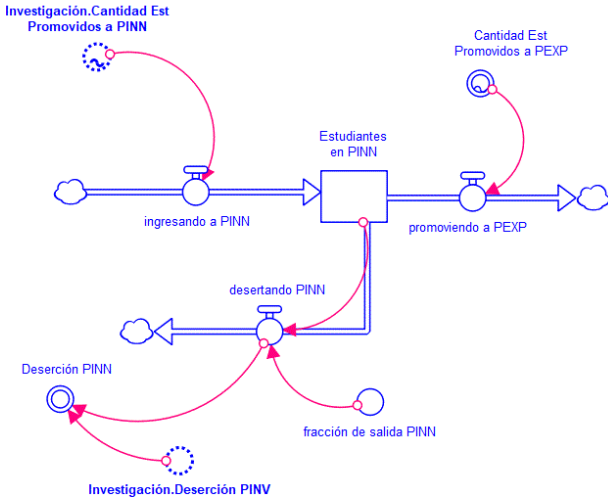 Investigación.Cantidad Est
Promovidos a PINN
Cantidad Est
Promovidos a PEXP
Estudiantes
en PINN
ingresando a PINN
promoviendo a PEXP
desertando PINN
Deserción PINN
fracción de salida PINN
Investigación.Deserción PINV